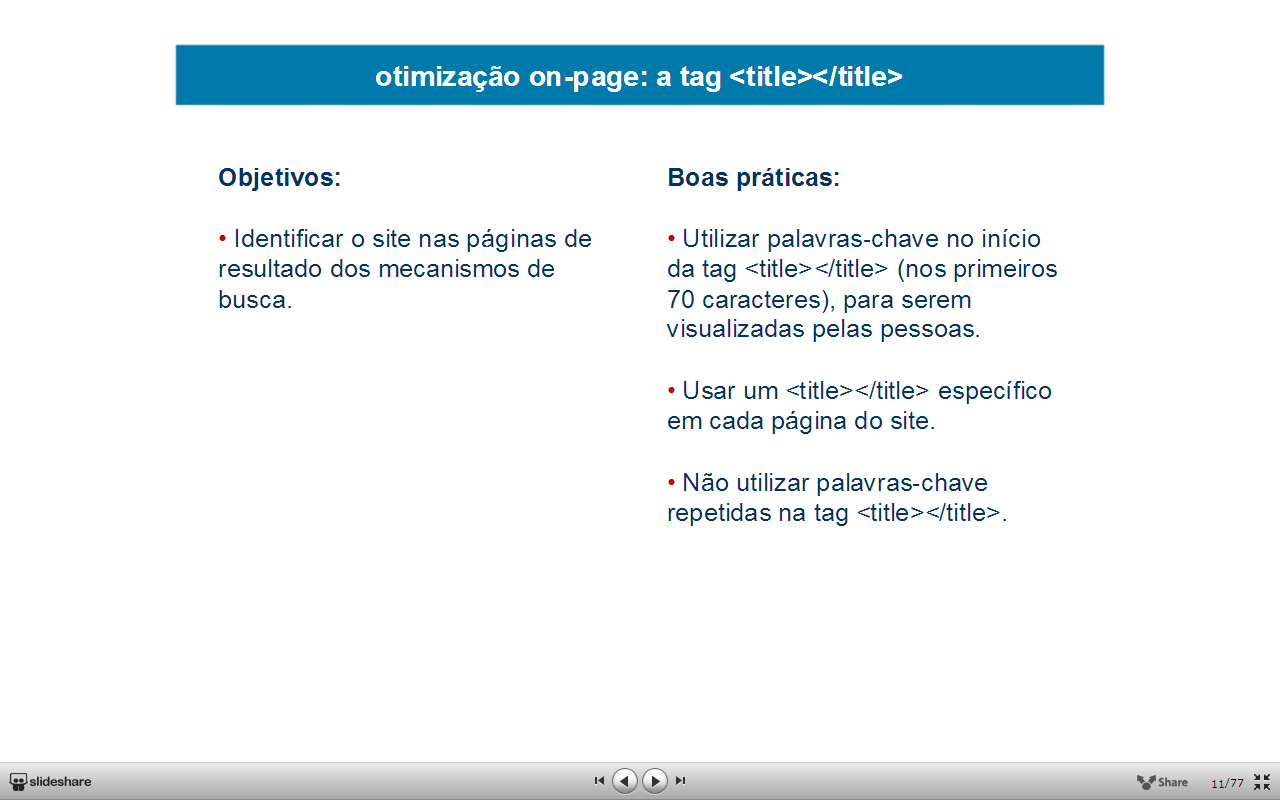 otimização on-page: a tag <title></title>
Objetivos:
• Identificar o site nas páginas de
resultado dos mecanismos de
busca.
Boas práticas:
• Utilizar palavras-chave no início
da tag <title></title> (nos primeiros
70 caracteres), para serem
visualizadas pelas pessoas.
• Usar um <title></title> específico
em cada página do site.
• Não utilizar palavras-chave
repetidas na tag <title></title>.
slideshare
Share
11/77